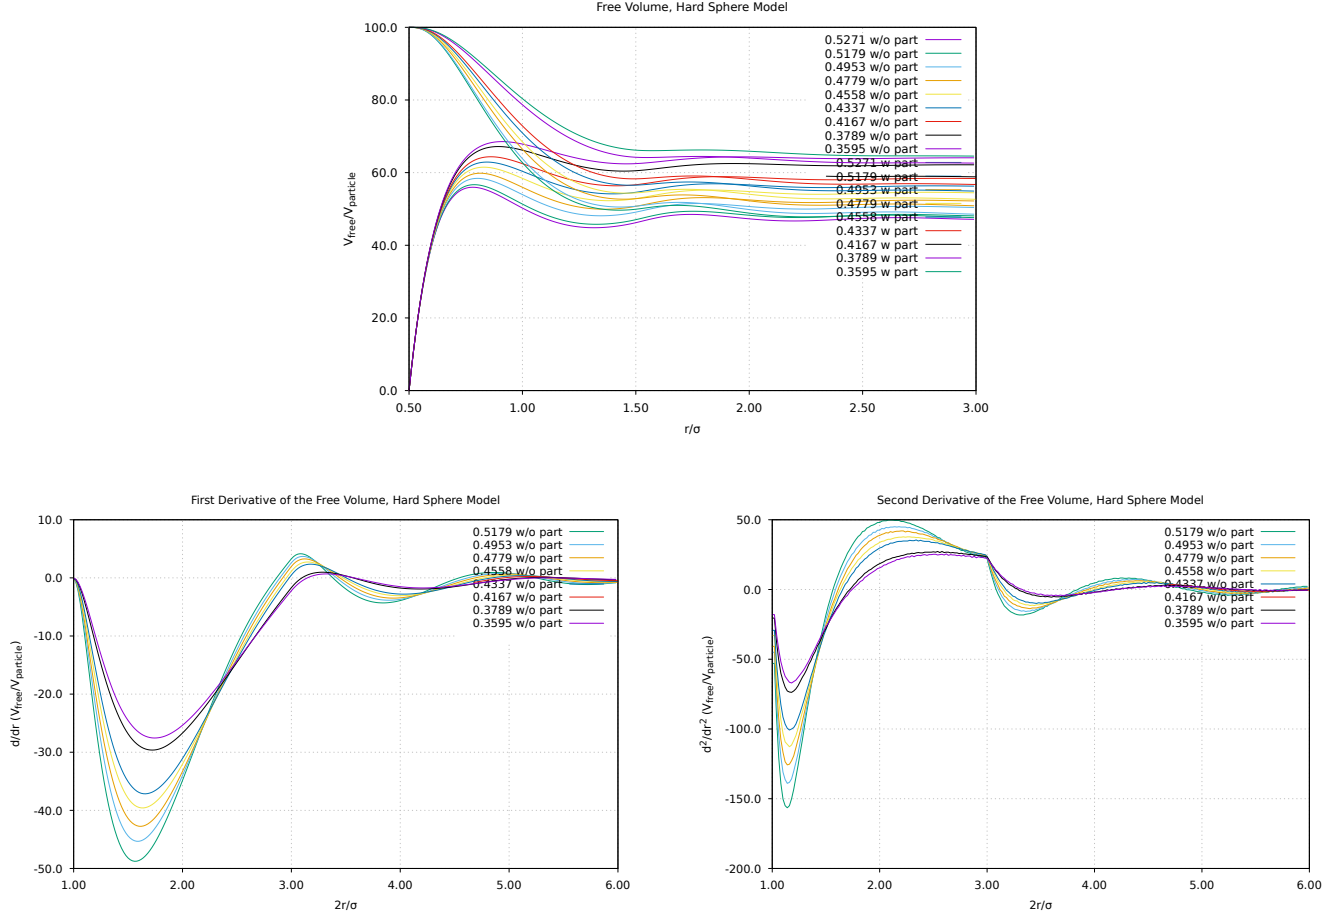 Free Volume, Hard Sphere Model
100.0
80.0
60.0
40.0
20.0
0.0
V_free/V_particle
0.50
1.00
1.50
2.00
2.50
3.00
r/σ
0.5271 w/o part
0.5179 w/o part
0.4953 w/o part
0.4779 w/o part
0.4558 w/o part
0.4337 w/o part
0.4167 w/o part
0.3789 w/o part
0.3595 w/o part
0.5271 w part
0.5179 w part
0.4953 w part
0.4779 w part
0.4558 w part
0.4337 w part
0.4167 w part
0.3789 w part
0.3595 w part
First Derivative of the Free Volume, Hard Sphere Model
10.0
0.0
-10.0
-20.0
-30.0
-40.0
-50.0
d/dr (V_free/V_particle)
1.00
2.00
3.00
4.00
5.00
6.00
2r/σ
0.5179 w/o part
0.4953 w/o part
0.4779 w/o part
0.4558 w/o part
0.4337 w/o part
0.4167 w/o part
0.3789 w/o part
0.3595 w/o part
Second Derivative of the Free Volume, Hard Sphere Model
50.0
0.0
-50.0
-100.0
-150.0
-200.0
d²/dr² (V_free/V_particle)
1.00
2.00
3.00
4.00
5.00
6.00
2r/σ
0.5179 w/o part
0.4953 w/o part
0.4779 w/o part
0.4558 w/o part
0.4337 w/o part
0.4167 w/o part
0.3789 w/o part
0.3595 w/o part